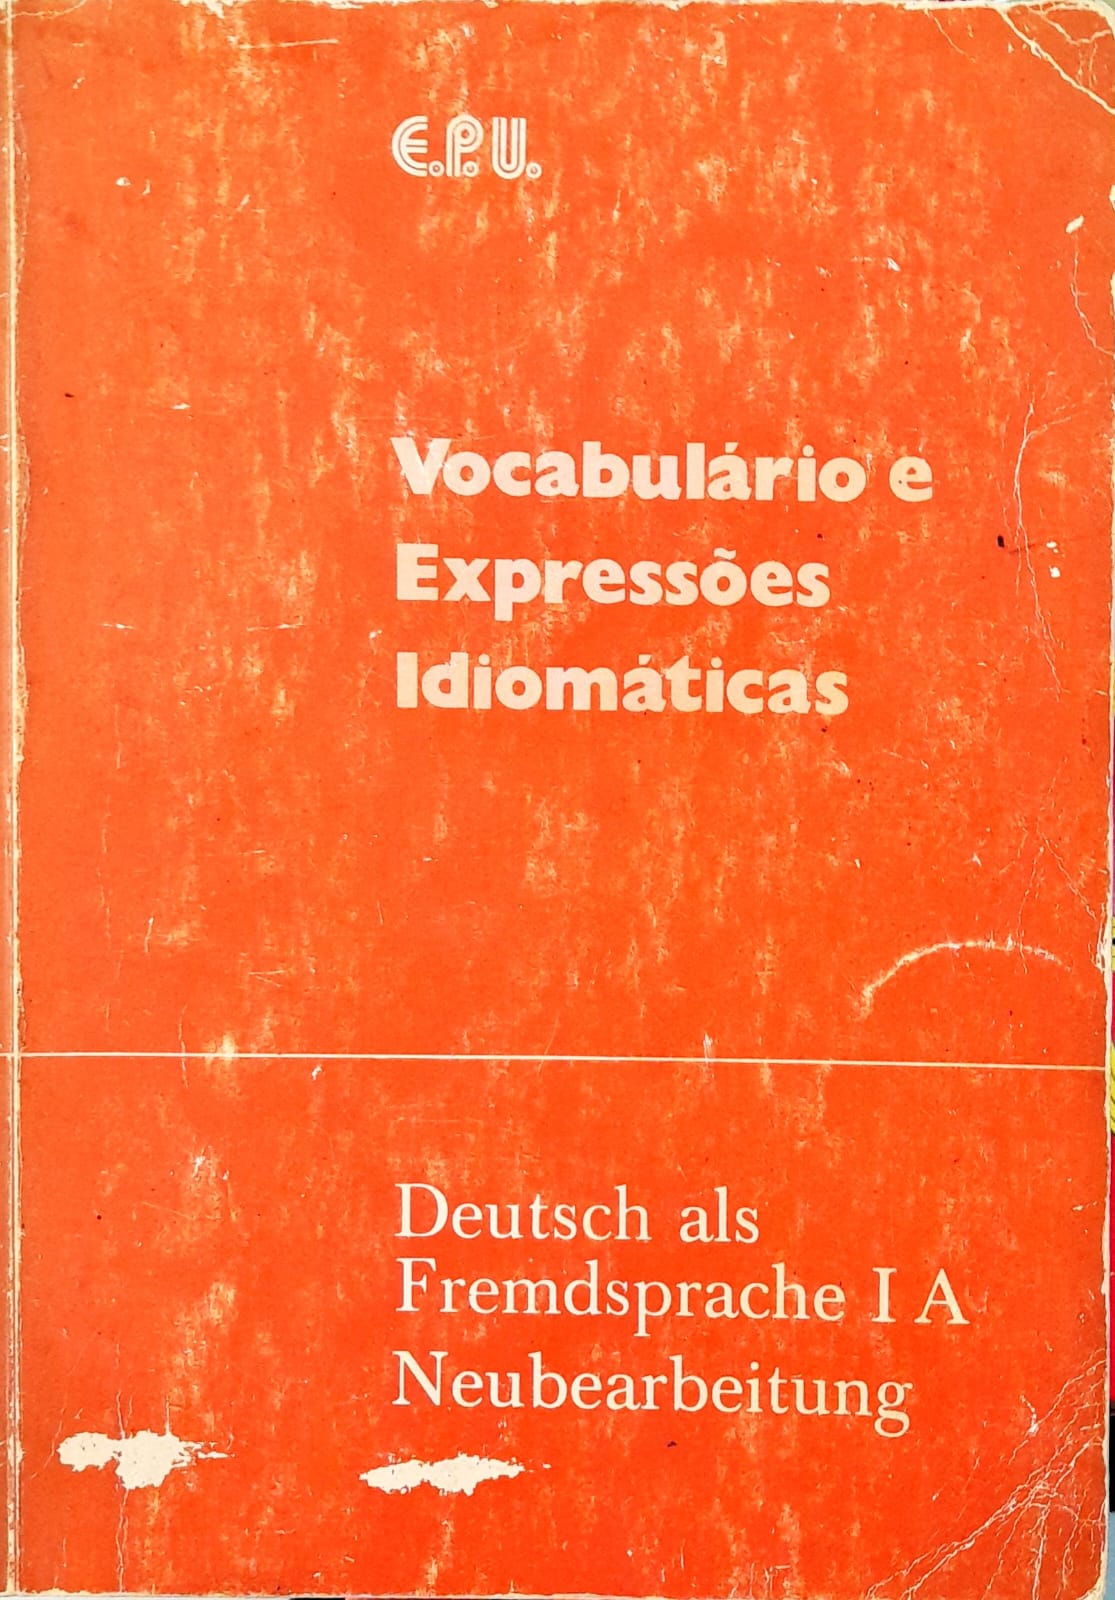 E.P.U.
Vocabulário e
Expressões
Idiomáticas
Deutsch als
Fremdsprache I A
Neubearbeitung